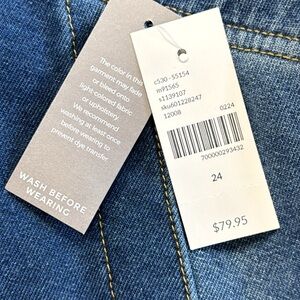 The color in this
garment may fade
or bleed onto
light colored fabric
or upholstery.
We recommend
washing at least once
before wearing to
prevent dye transfer.
WASH BEFORE
WEARING
c530-55154
m91565
s1139107
sku601228247
12008
0224
700000293432
24
$79.95